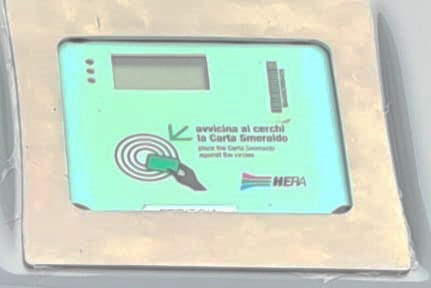 avvicina ai cerchi
la Carta Smeraldo
place the Carta Smeraldo
against the circles
HERA